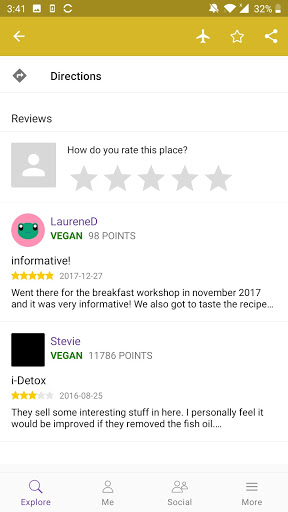 3:41
32%
Directions
Reviews
How do you rate this place?
LaureneD
VEGAN 98 POINTS
informative!
2017-12-27
Went there for the breakfast workshop in november 2017
and it was very informative! We also got to taste the recipe...
Stevie
VEGAN 11786 POINTS
i-Detox
2016-08-25
They sell some interesting stuff in here. I personally feel it
would be improved if they removed the fish oil....
Explore Me Social More